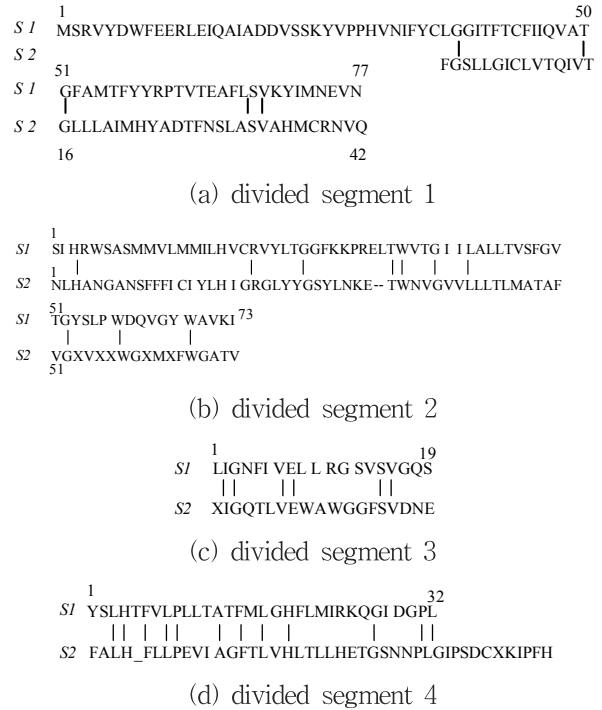 1 50
S 1 MSRVYDWFEERLEIQAIADDVSSKYVPPHVNIFYCLGGITFTCFIIQVAT
S 2 FGSLLGICLVTQIVT
51 77
S 1 GFAMTFYYRPTVTEAFLSVKYIMNEVN
S 2 GLLLAIMHYADTFNSLASVAHMCRNVQ
16 42
(a) divided segment 1
1
S1 SI HRWSASMMVLMMILHVCRVYLTGGFKKPRELTWVTG I I LALLTVSFGV
1
S2 NLHANGANSFFFI CI YLH I GRGLYYGSYLNKE-- TWNVGVVLLLTLMATAF
51 73
S1 TGYSLP WDQVGY WAVKI
S2 VGXVXXWGXMXFWGATV
51
(b) divided segment 2
1 19
S1 LIGNFI VEL L RG SVSVGQS
S2 XIGQTLVEWAWGGFSVDNE
(c) divided segment 3
1 32
S1 YSLHTFVLPLLTATFML GHFLMIRKQGI DGPL
S2 FALH_FLLPEVI AGFTLVHLTLLHETGSNNPLGIPSDCXKIPFH
(d) divided segment 4